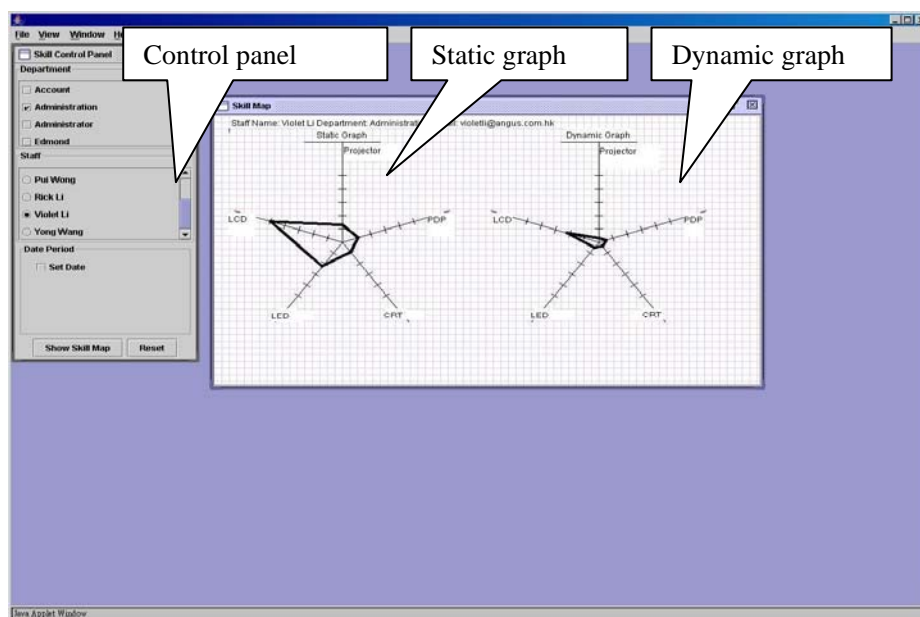 File View Window
Control panel
Static graph
Dynamic graph
Skill Control Panel
Department
Account
Administration
Administrator
Edmond
Staff
Pui Wong
Rick Li
Violet Li
Yong Wang
Date Period
Set Date
Show Skill Map Reset
Skill Map
Staff Name: Violet Li Department: Administrati violetli@angus.com.hk
Static Graph
Projector
LCD
PDP
LED
CRT
Dynamic Graph
Projector
LCD
PDP
LED
CRT
Java Applet Window